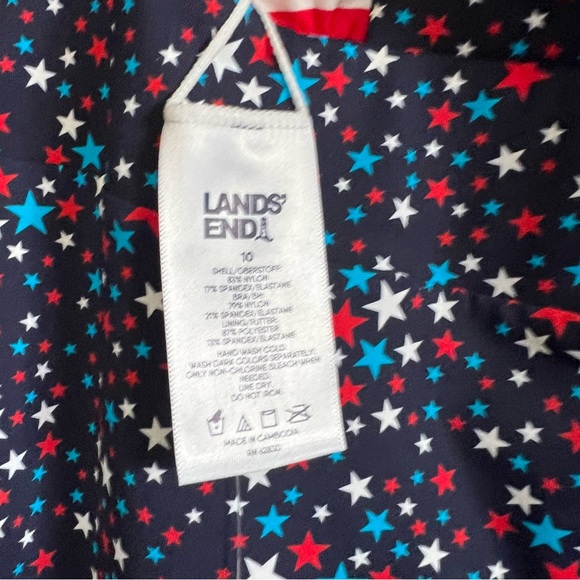 LANDS'
END
10
SHELL/OBERSTOFF:
83% NYLON
17% SPANDEX/ELASTANE
BRA/BH:
79% NYLON
21% SPANDEX/ELASTANE
LINING/FUTTER:
87% POLYESTER
13% SPANDEX/ELASTANE
HAND WASH COLD.
WASH DARK COLORS SEPARATELY.
ONLY NON-CHLORINE BLEACH WHEN
NEEDED.
LINE DRY.
DO NOT IRON.
MADE IN CAMBODIA
RN